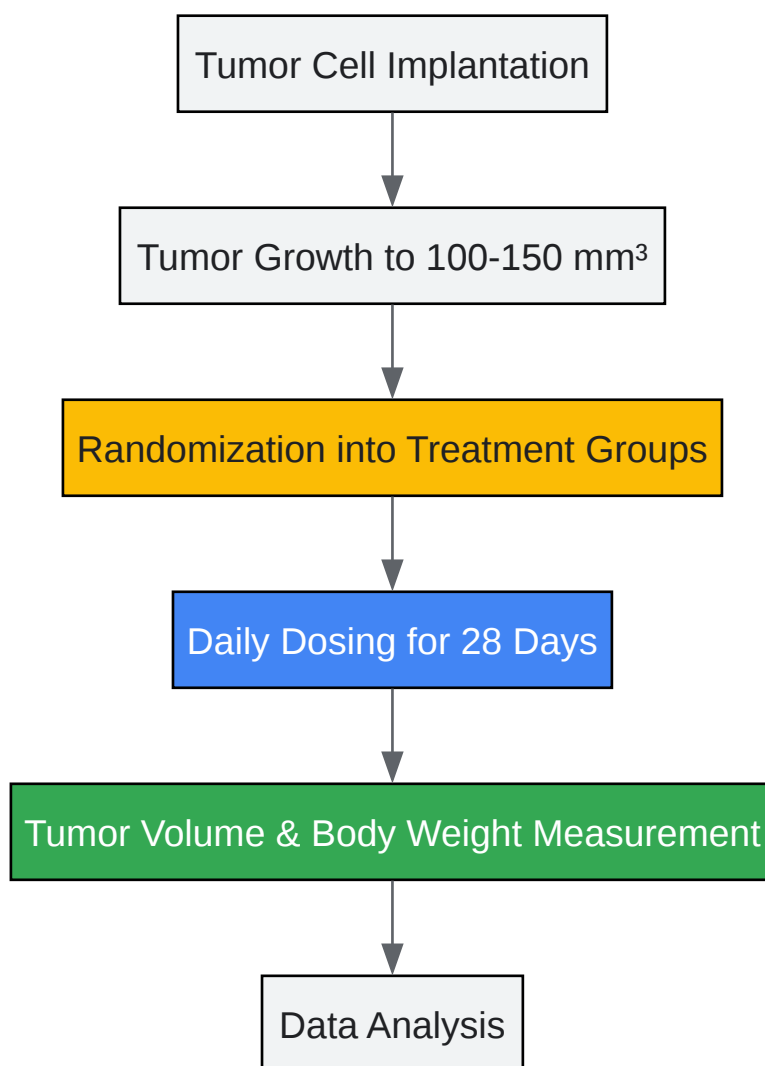 Tumor Cell Implantation
Tumor Growth to 100-150 mm³
Randomization into Treatment Groups
Daily Dosing for 28 Days
Tumor Volume & Body Weight Measurement
Data Analysis